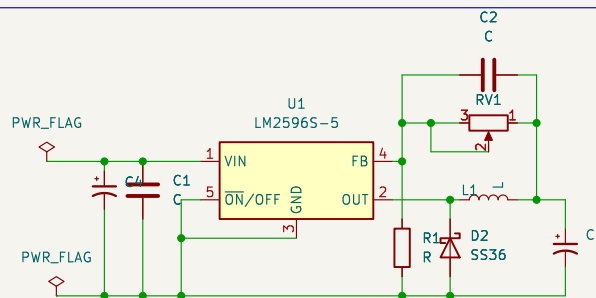 C2
C
RV1
3
1
2
U1
LM2596S-5
PWR_FLAG
1
VIN
FB
4
C4
C1
C
5
ON/OFF
GND
OUT
2
3
L1
L
R1
R
D2
SS36
C
PWR_FLAG